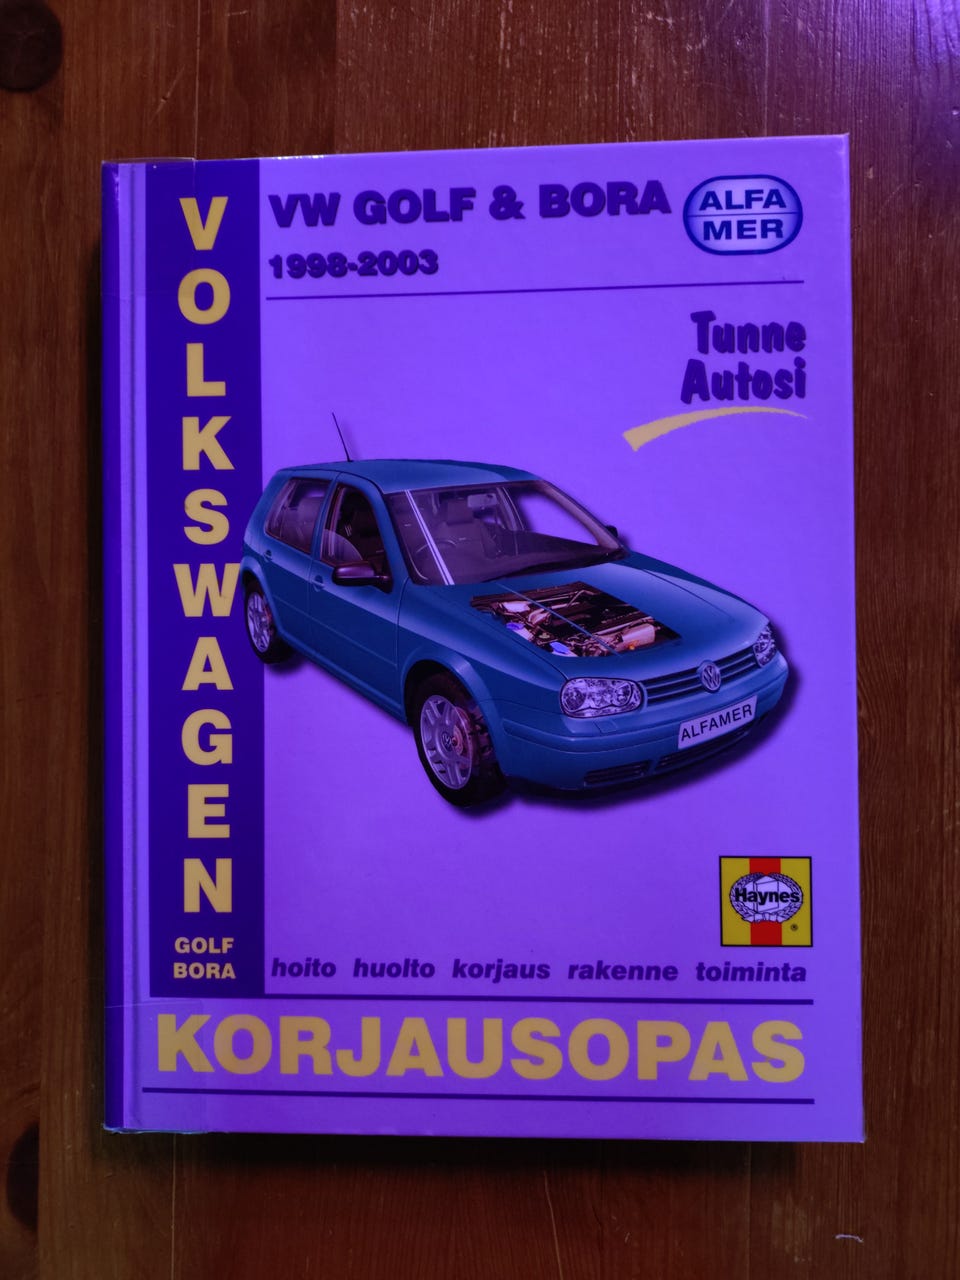 VOLKSWAGEN
GOLF
BORA
VW GOLF & BORA
1998-2003
ALFA
MER
Tunne
Autosi
ALFAMER
Haynes
®
hoito huolto korjaus rakenne toiminta
KORJAUSOPAS